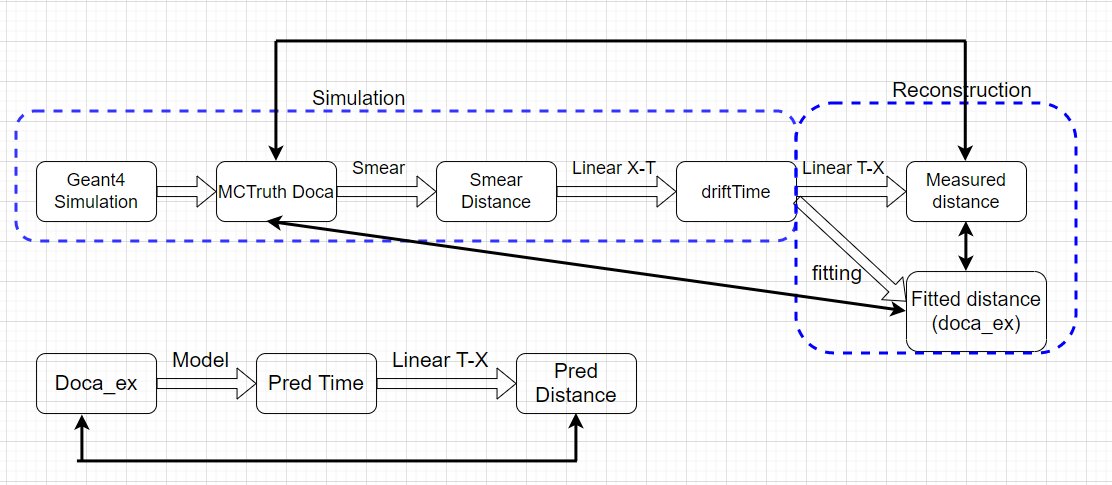 Simulation
Reconstruction
Geant4
Simulation
MCTruth Doca
Smear
Smear
Distance
Linear X-T
driftTime
Linear T-X
Measured
distance
fitting
Fitted distance
(doca_ex)
Doca_ex
Model
Pred Time
Linear T-X
Pred
Distance